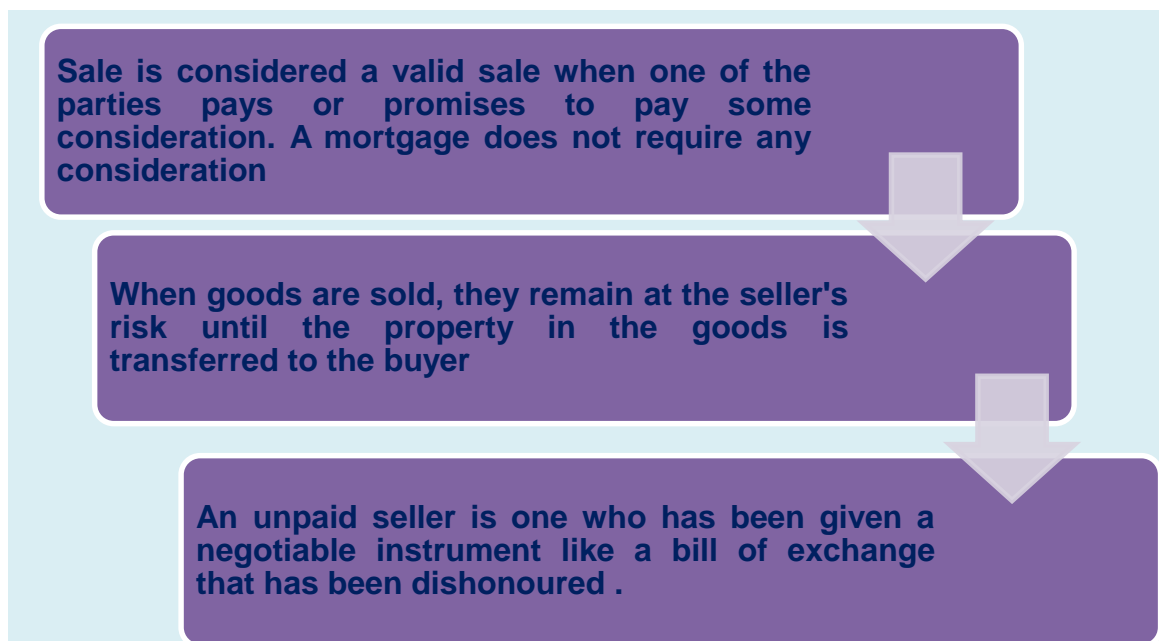 Sale is considered a valid sale when one of the
parties pays or promises to pay some
consideration. A mortgage does not require any
consideration
When goods are sold, they remain at the seller's
risk until the property in the goods is
transferred to the buyer
An unpaid seller is one who has been given a
negotiable instrument like a bill of exchange
that has been dishonoured .